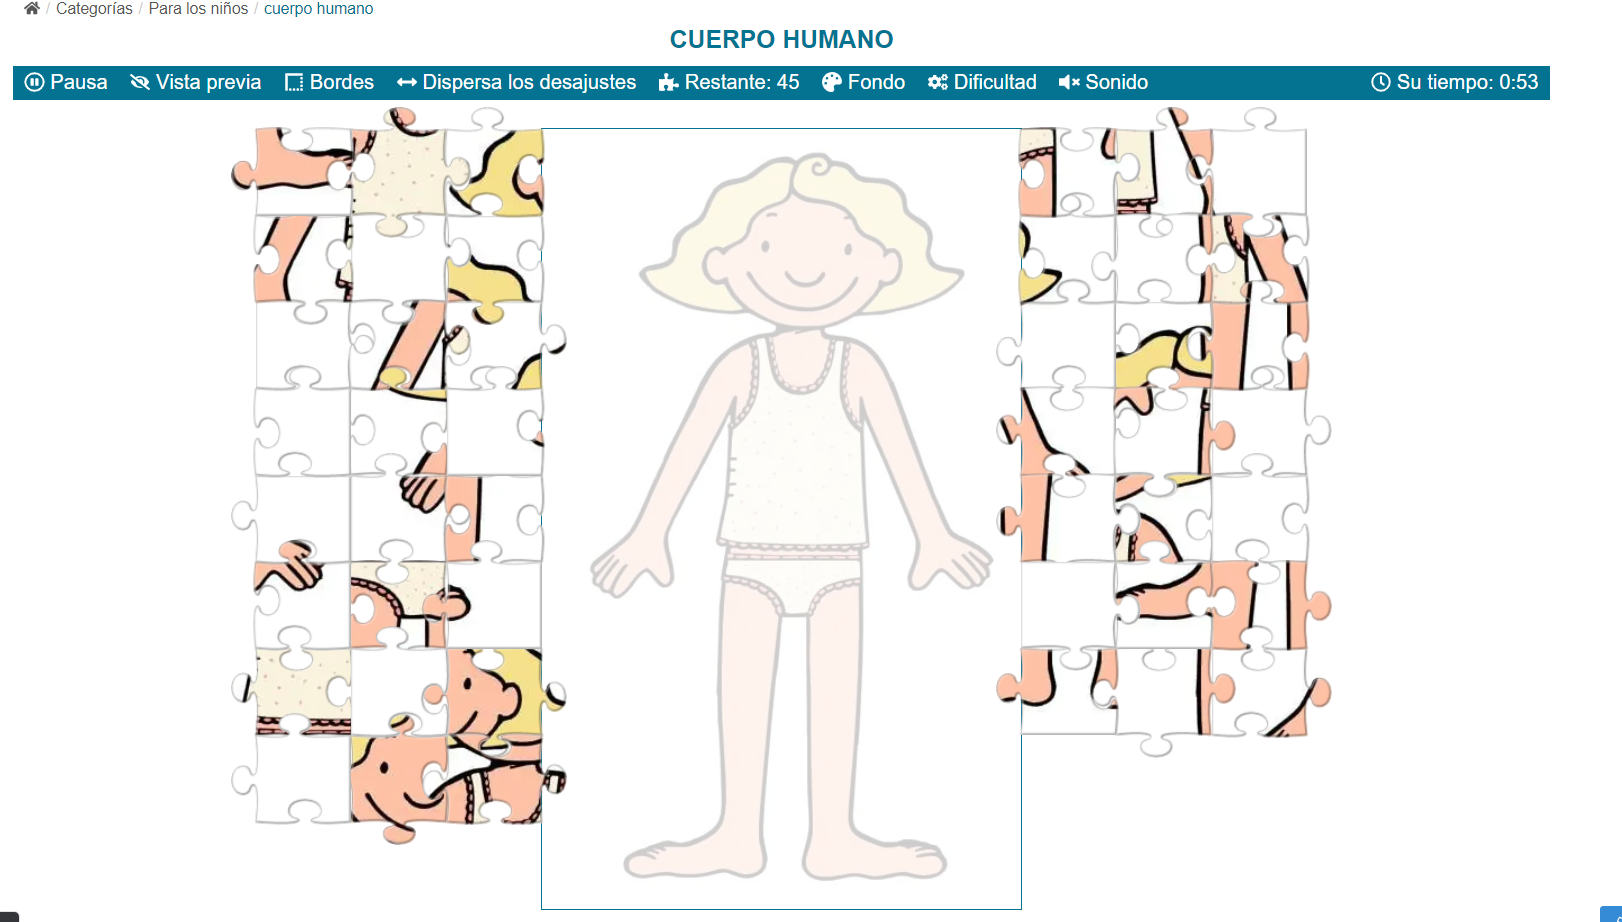 / Categorías / Para los niños / cuerpo humano
CUERPO HUMANO
Pausa Vista previa Bordes Dispersa los desajustes Restante: 45 Fondo Dificultad Sonido Su tiempo: 0:53